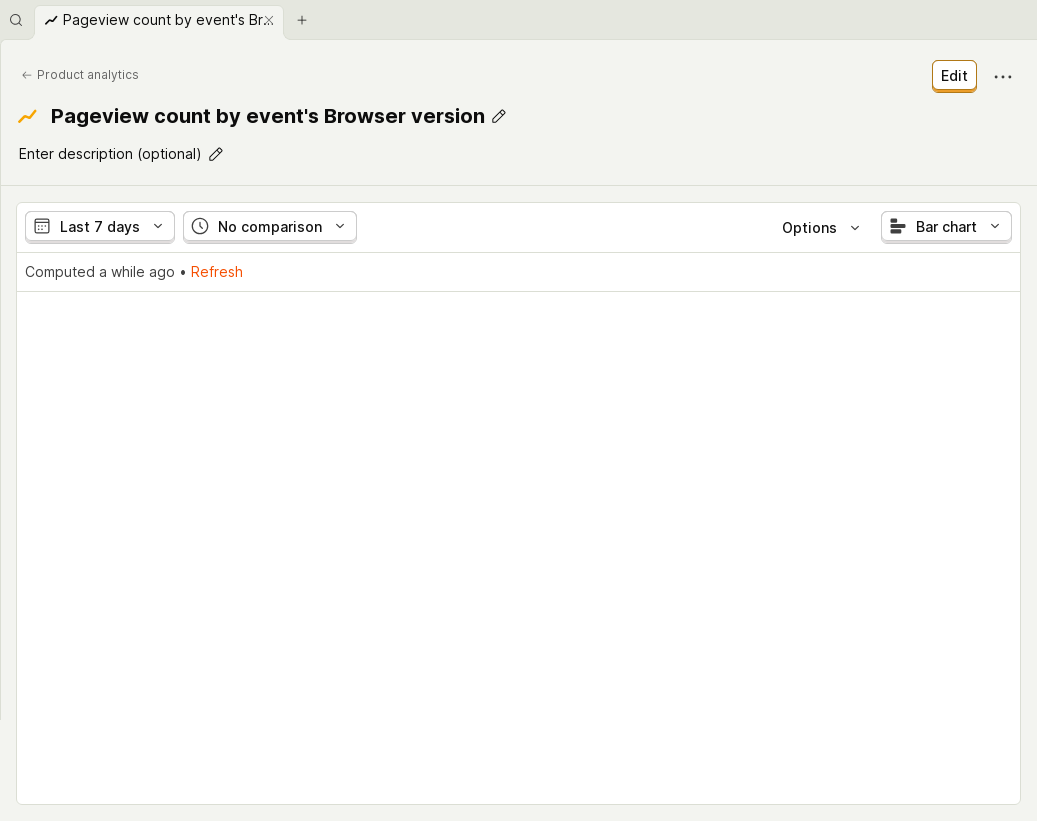 Pageview count by event's Br...
Product analytics
Edit
Pageview count by event's Browser version
Enter description (optional)
Last 7 days
No comparison
Options
Bar chart
Computed a while ago • Refresh